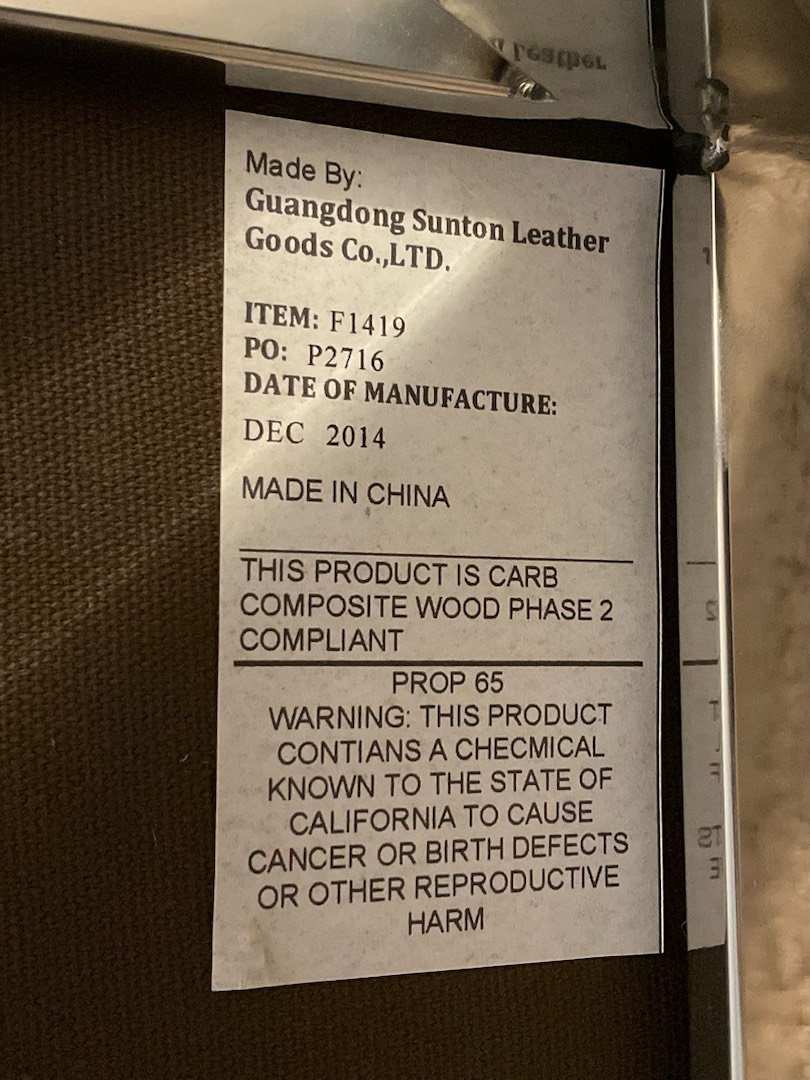 Made By:
Guangdong Sunton Leather
Goods Co.,LTD.
ITEM: F1419
PO: P2716
DATE OF MANUFACTURE:
DEC 2014
MADE IN CHINA
THIS PRODUCT IS CARB
COMPOSITE WOOD PHASE 2
COMPLIANT
PROP 65
WARNING: THIS PRODUCT
CONTIANS A CHECMICAL
KNOWN TO THE STATE OF
CALIFORNIA TO CAUSE
CANCER OR BIRTH DEFECTS
OR OTHER REPRODUCTIVE
HARM